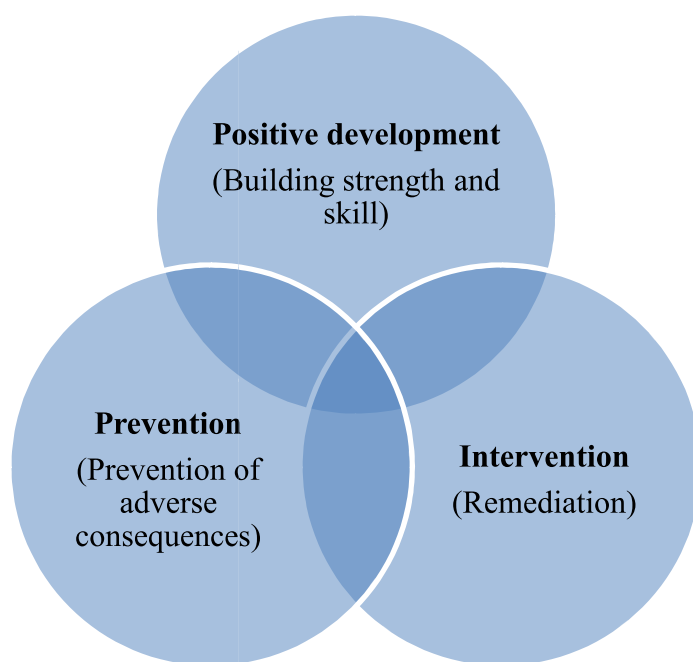 Positive development
(Building strength and
skill)
Prevention
(Prevention of
adverse
consequences)
Intervention
(Remediation)